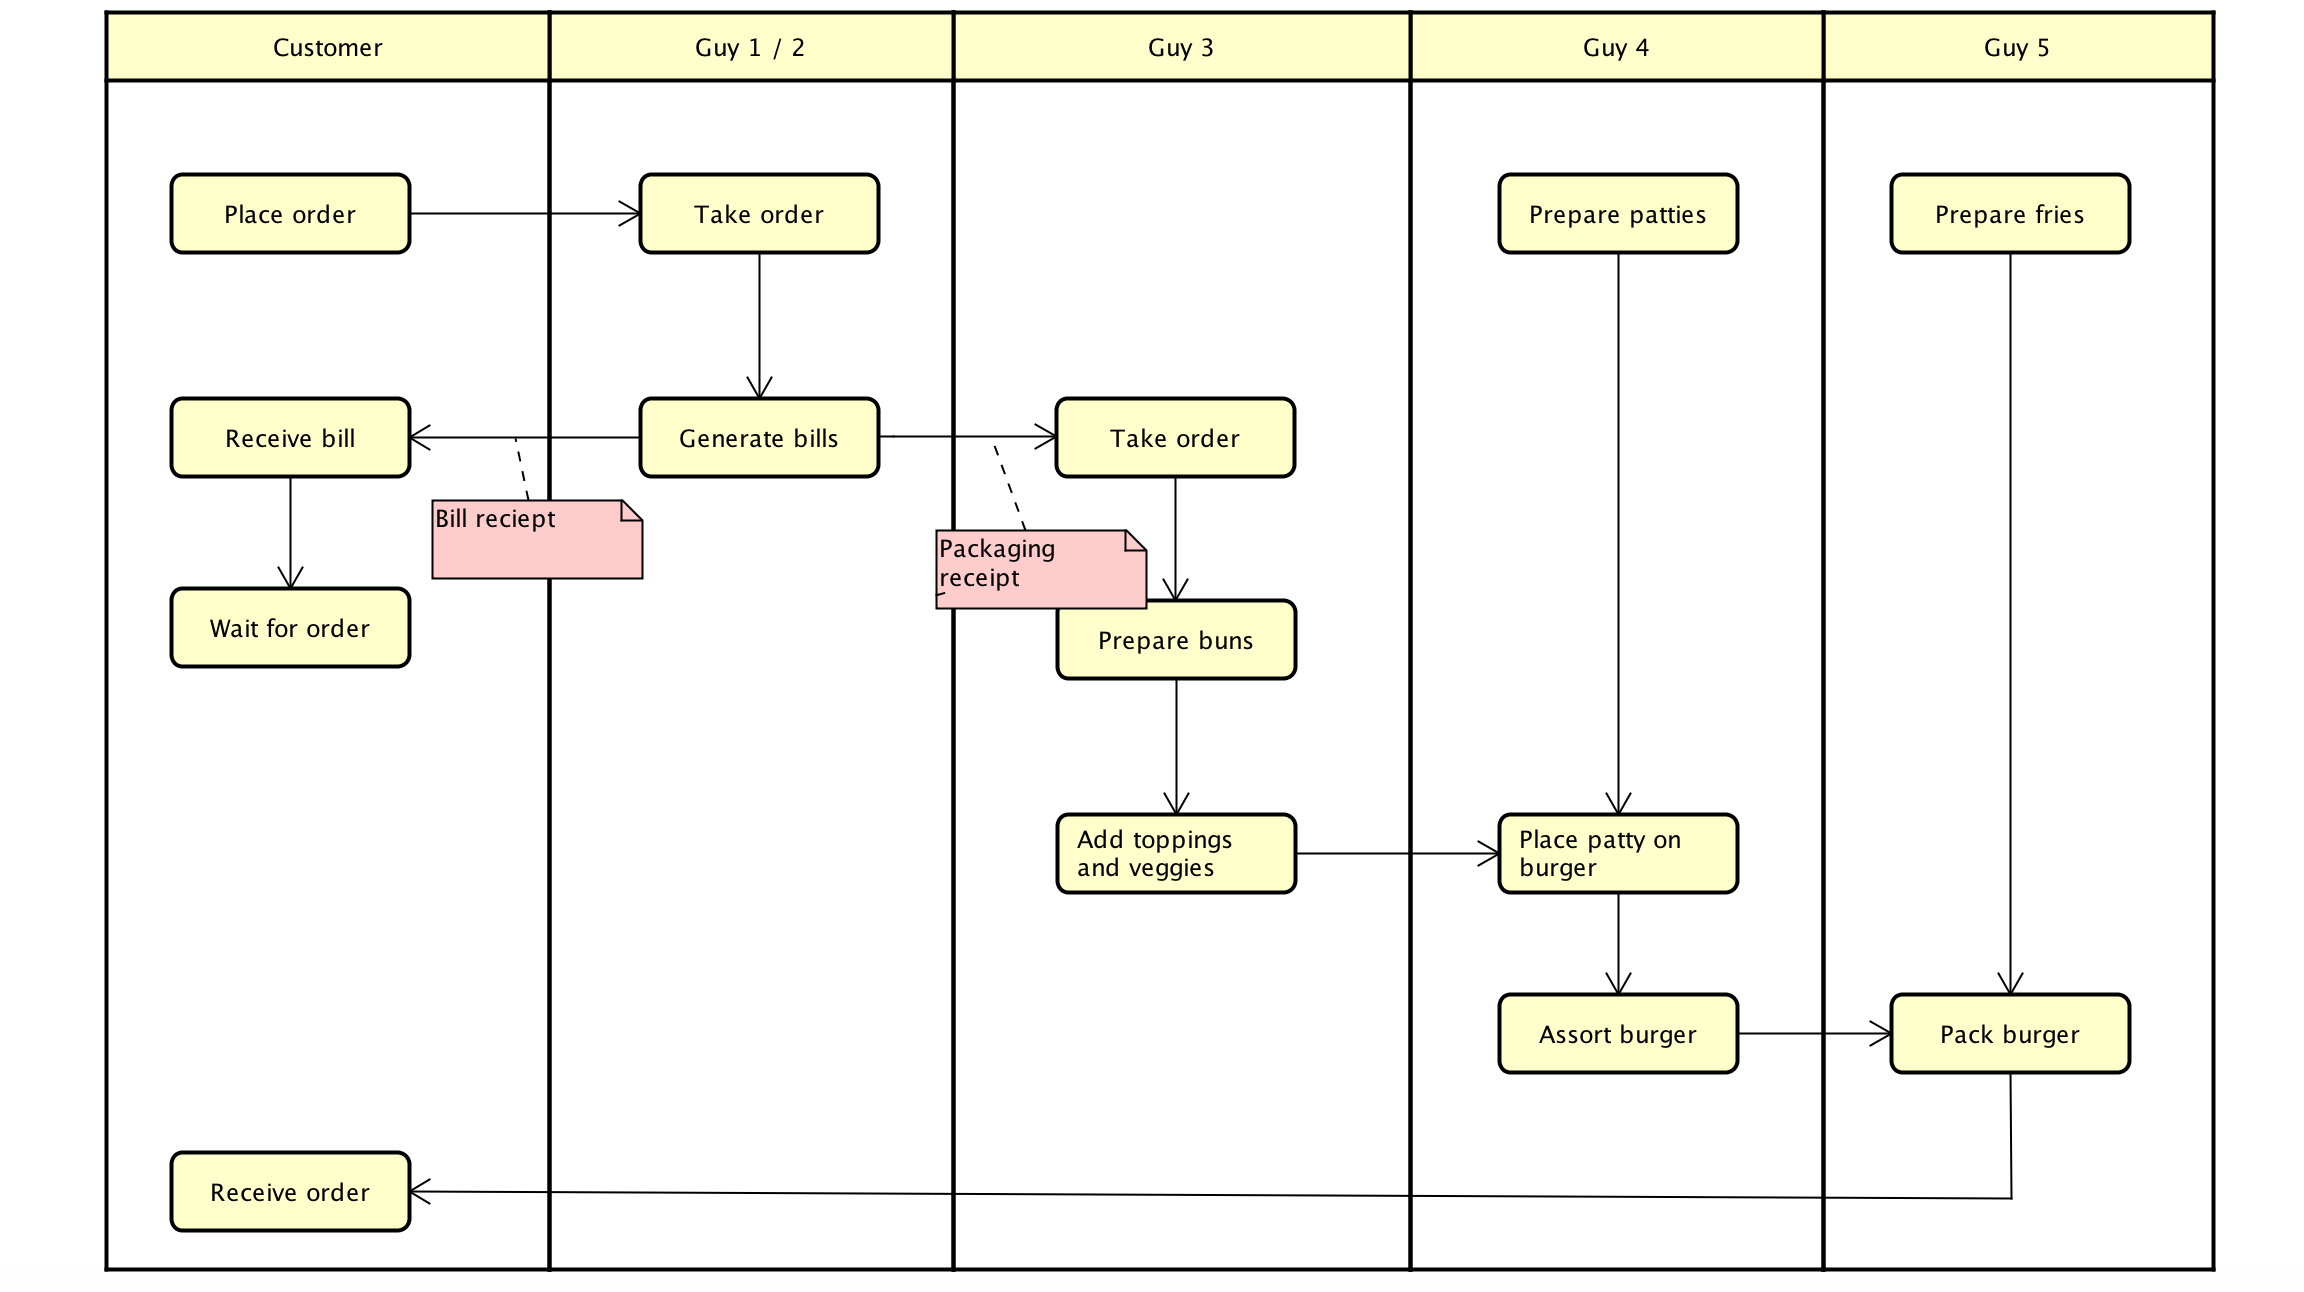 Customer
Guy 1 / 2
Guy 3
Guy 4
Guy 5
Place order
Take order
Prepare patties
Prepare fries
Receive bill
Generate bills
Take order
Bill reciept
Packaging
receipt
Wait for order
Prepare buns
Add toppings
and veggies
Place patty on
burger
Assort burger
Pack burger
Receive order